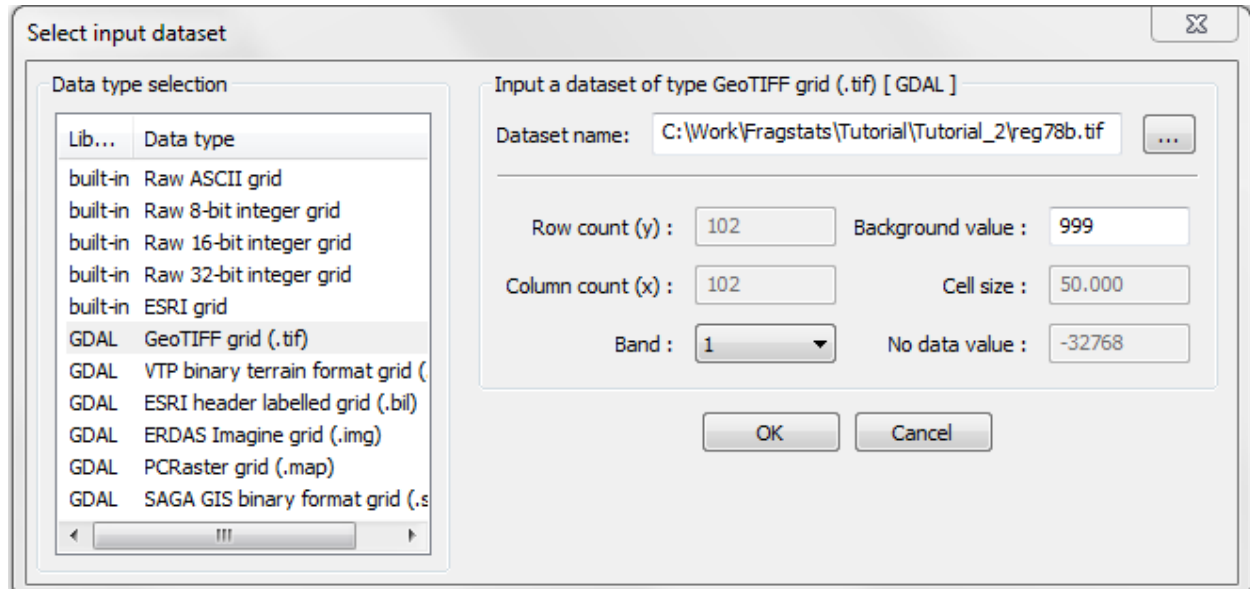 Select input dataset
Data type selection
Lib... Data type
built-in Raw ASCII grid
built-in Raw 8-bit integer grid
built-in Raw 16-bit integer grid
built-in Raw 32-bit integer grid
built-in ESRI grid
GDAL GeoTIFF grid (.tif)
GDAL VTP binary terrain format grid (
GDAL ESRI header labelled grid (.bil)
GDAL ERDAS Imagine grid (.img)
GDAL PCRaster grid (.map)
GDAL SAGA GIS binary format grid (.s
Input a dataset of type GeoTIFF grid (.tif) [ GDAL ]
Dataset name: C:\Work\Fragstats\Tutorial\Tutorial_2\reg78b.tif ...
Row count (y) : 102 Background value : 999
Column count (x) : 102 Cell size : 50.000
Band : 1 No data value : -32768
OK Cancel